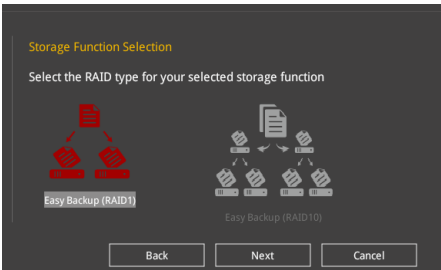 Storage Function Selection
Select the RAID type for your selected storage function
Easy Backup (RAID1)
Easy Backup (RAID10)
Back
Next
Cancel